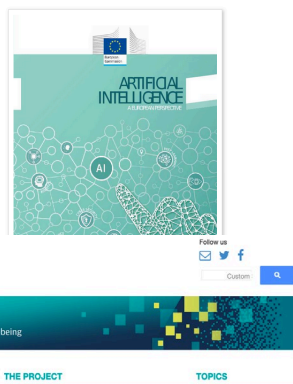 European
Commission
ARTIFICIAL
INTELLIGENCE
A EUROPEAN PERSPECTIVE
AI
Follow us
Custom
being
THE PROJECT
TOPICS